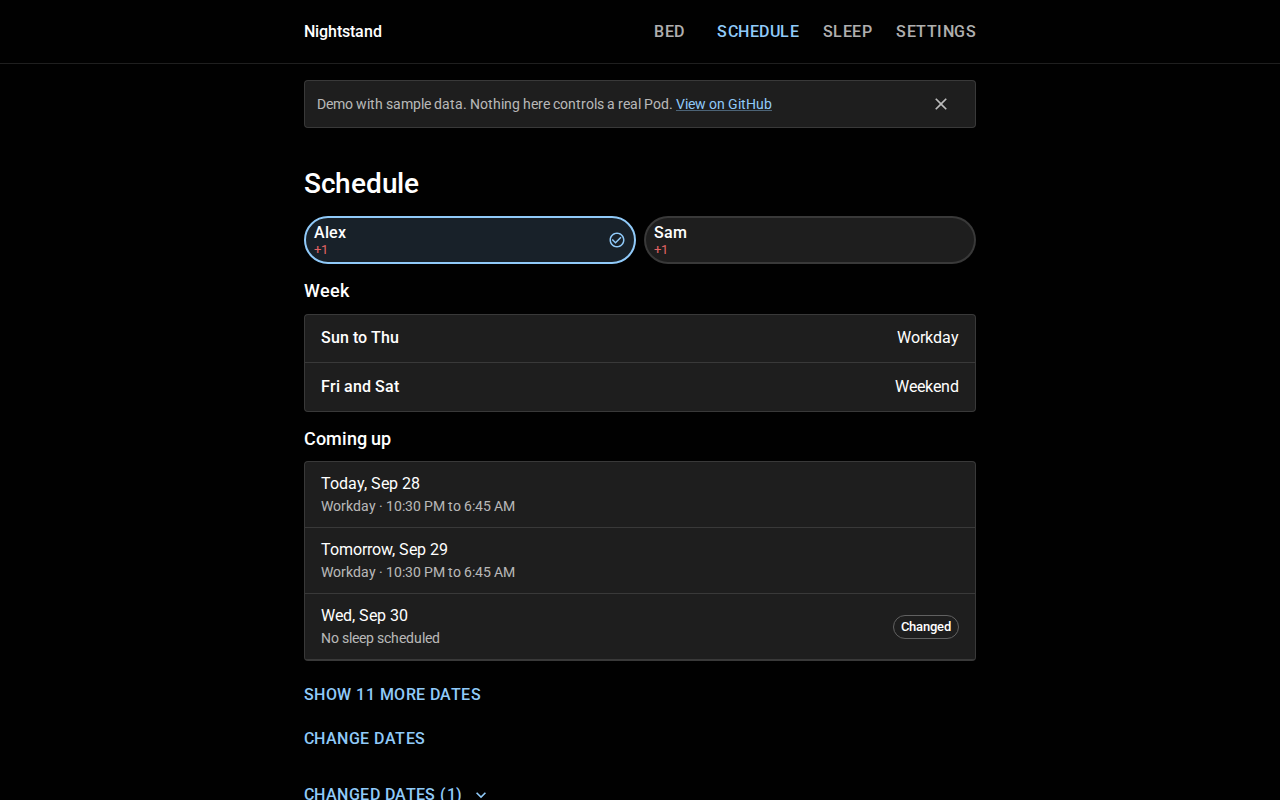 Nightstand
BED
SCHEDULE
SLEEP
SETTINGS
Demo with sample data. Nothing here controls a real Pod. View on GitHub
Schedule
Alex
+1
Sam
+1
Week
Sun to Thu
Workday
Fri and Sat
Weekend
Coming up
Today, Sep 28
Workday · 10:30 PM to 6:45 AM
Tomorrow, Sep 29
Workday · 10:30 PM to 6:45 AM
Wed, Sep 30
No sleep scheduled
Changed
SHOW 11 MORE DATES
CHANGE DATES
CHANGED DATES (1)